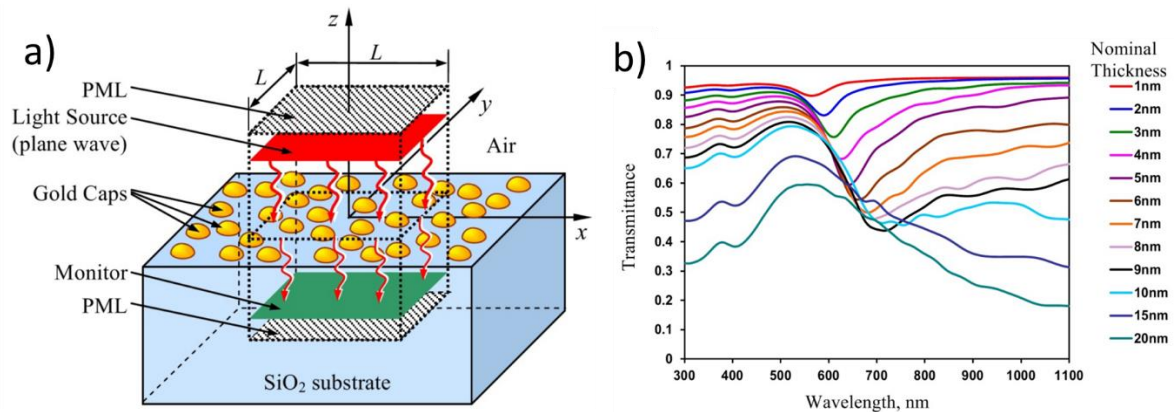 a)
z
L
L
PML
y
Light Source
(plane wave)
Air
Gold Caps
x
Monitor
PML
SiO₂ substrate
b)
Nominal
Thickness
1nm
2nm
3nm
4nm
5nm
6nm
7nm
8nm
9nm
10nm
15nm
20nm
Transmittance
1
0.9
0.8
0.7
0.6
0.5
0.4
0.3
0.2
0.1
0
300 400 500 600 700 800 900 1000 1100
Wavelength, nm